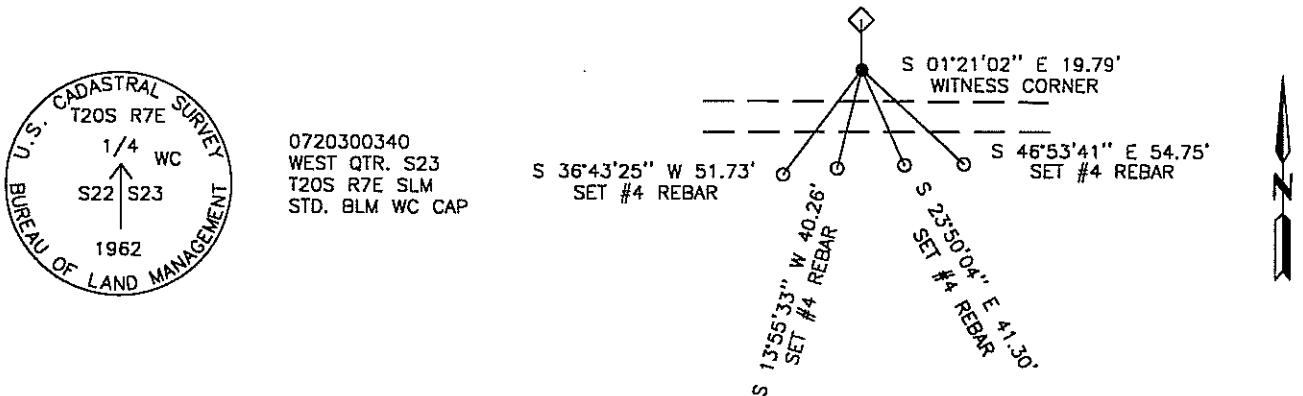 U.S. CADASTRAL SURVEY
T20S R7E
1/4
WC
S22 S23
1962
BUREAU OF LAND MANAGEMENT
0720300340
WEST QTR. S23
T20S R7E SLM
STD. BLM WC CAP
S 01°21'02" E 19.79'
WITNESS CORNER
S 36°43'25" W 51.73'
SET #4 REBAR
S 46°53'41" E 54.75'
SET #4 REBAR
S 13°55'33" W 40.26'
SET #4 REBAR
S 23°50'04" E 41.30'
SET #4 REBAR
N